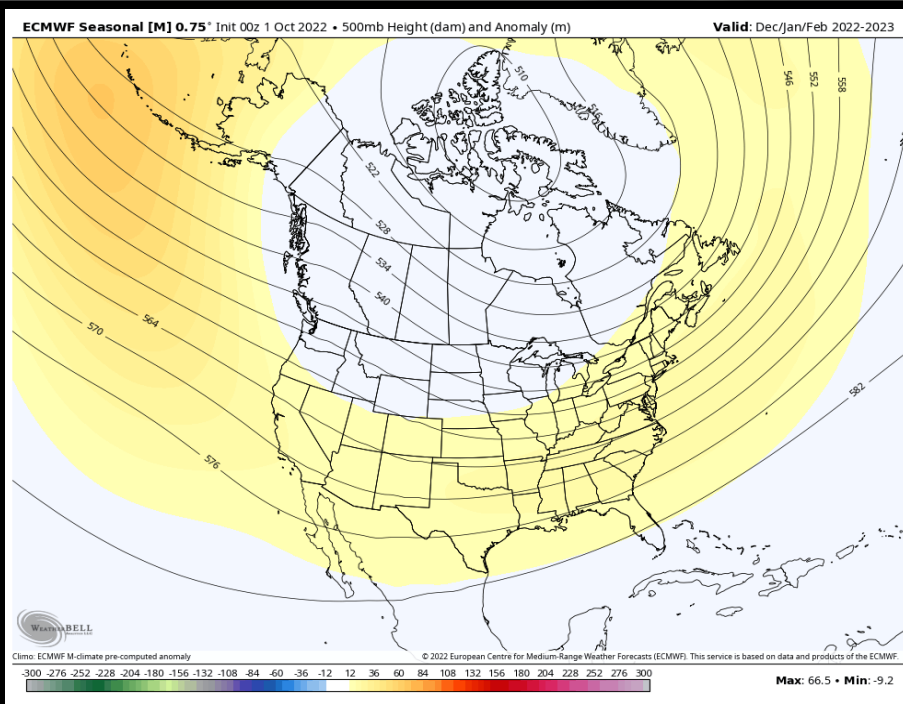 ECMWF Seasonal [M] 0.75° Init 00z 1 Oct 2022 • 500mb Height (dam) and Anomaly (m)
Valid: Dec/Jan/Feb 2022-2023
522
510
516
546
552
558
522
528
534
540
564
570
576
582
WEATHERBELL
Climo: ECMWF M-climate pre-computed anomaly
© 2022 European Centre for Medium-Range Weather Forecasts (ECMWF). This service is based on data and products of the ECMWF.
-300 -276 -252 -228 -204 -180 -156 -132 -108 -84 -60 -36 -12 12 36 60 84 108 132 156 180 204 228 252 276 300
Max: 66.5 • Min: -9.2